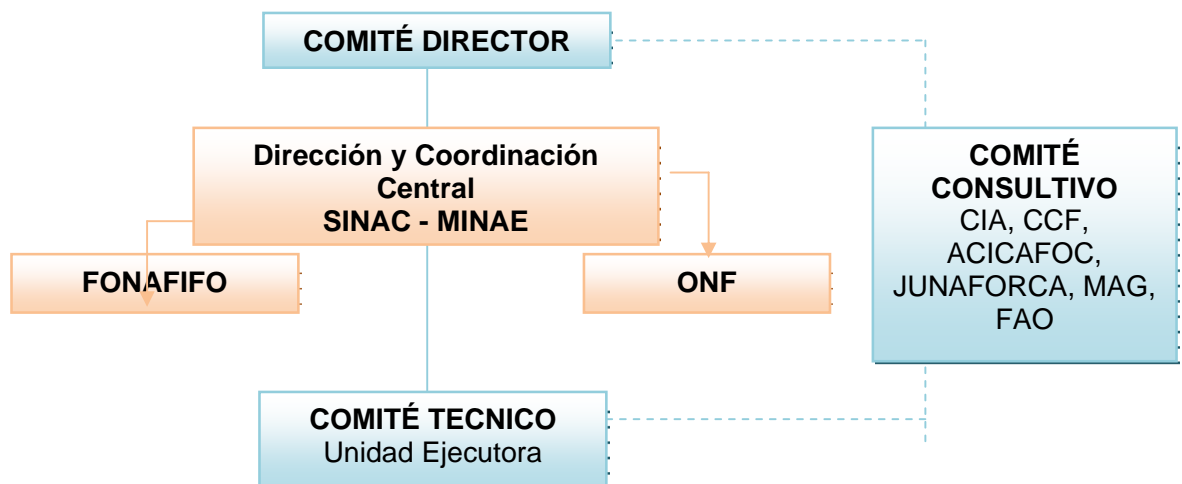 COMITÉ DIRECTOR
Dirección y Coordinación
Central
SINAC - MINAE
COMITÉ
CONSULTIVO
CIA, CCF,
ACICAFOC,
JUNAFORCA, MAG,
FAO
FONAFIFO
ONF
COMITÉ TECNICO
Unidad Ejecutora